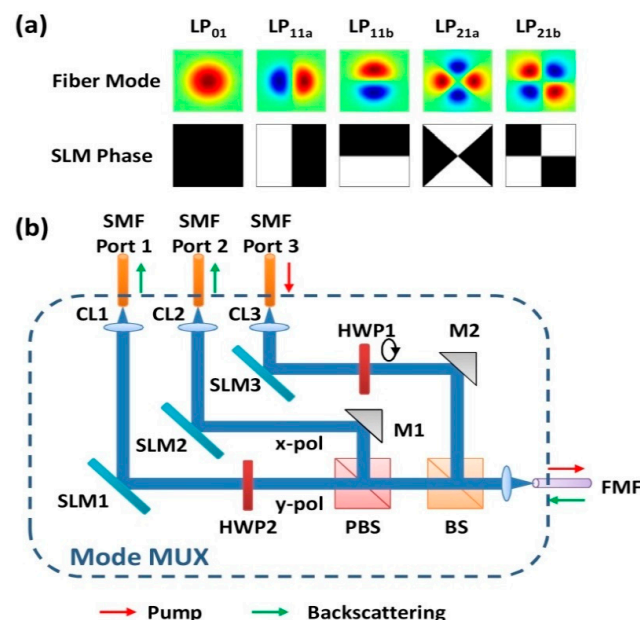 (a)
LP01 LP11a LP11b LP21a LP21b
Fiber Mode
SLM Phase
(b)
SMF Port 1
SMF Port 2
SMF Port 3
CL1
CL2
CL3
HWP1
M2
SLM3
M1
SLM2
x-pol
SLM1
y-pol
FMF
HWP2
PBS
BS
Mode MUX
Pump
Backscattering